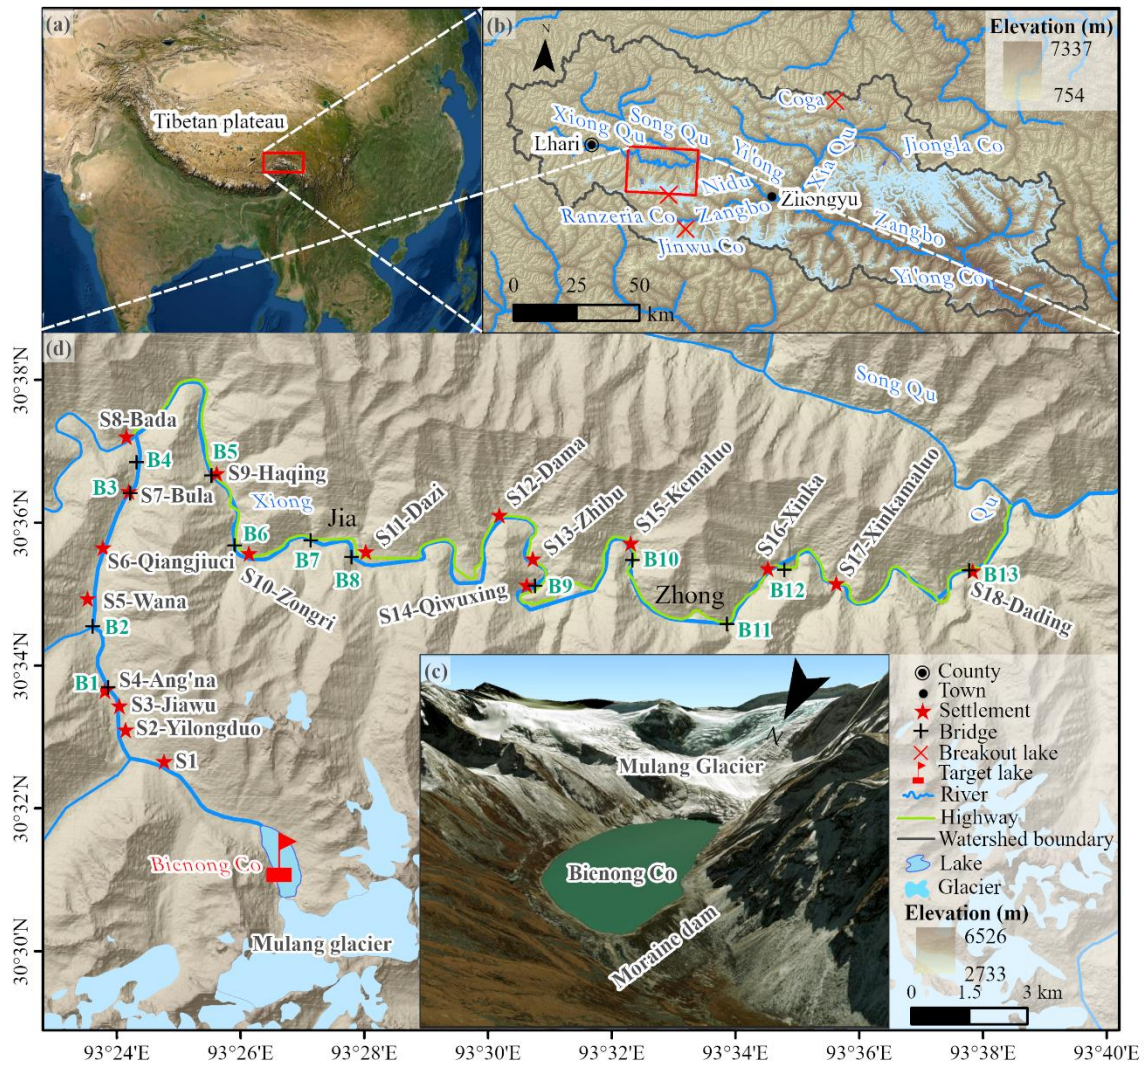 (a)
Tibetan plateau
(b)
N
Elevation (m)
7337
754
Coga
Xiong Qu
Song Qu
Lhari
Yi'ong
Xia Qu
Jiongla Co
Nidu
Zhongyu
Ranzeria Co
Zangbo
Zangbo
Jinwu Co
Yi'ong Co
0 25 50
km
(d)
30°38'N
30°36'N
30°34'N
30°32'N
30°30'N
Song Qu
S8-Bada
B4
B5
S9-Haqing
B3
S7-Bula
Xiong
S12-Dama
S15-Kemaluo
Qu
B6
Jia
S11-Dazi
S13-Zhibu
S16-Xinka
S17-Xinkamaluo
S6-Qiangjiuci
B7
B8
B10
S10-Zongri
S14-Qiwuxing
B9
B12
B13
S18-Dading
S5-Wana
Zhong
B2
B11
B1
S4-Ang'na
S3-Jiawu
S2-Yilongduo
S1
Bienong Co
Mulang glacier
(c)
N
Mulang Glacier
Bienong Co
Moraine dam
County
Town
Settlement
Bridge
Breakout lake
Target lake
River
Highway
Watershed boundary
Lake
Glacier
Elevation (m)
6526
2733
0 1.5 3 km
93°24'E 93°26'E 93°28'E 93°30'E 93°32'E 93°34'E 93°36'E 93°38'E 93°40'E